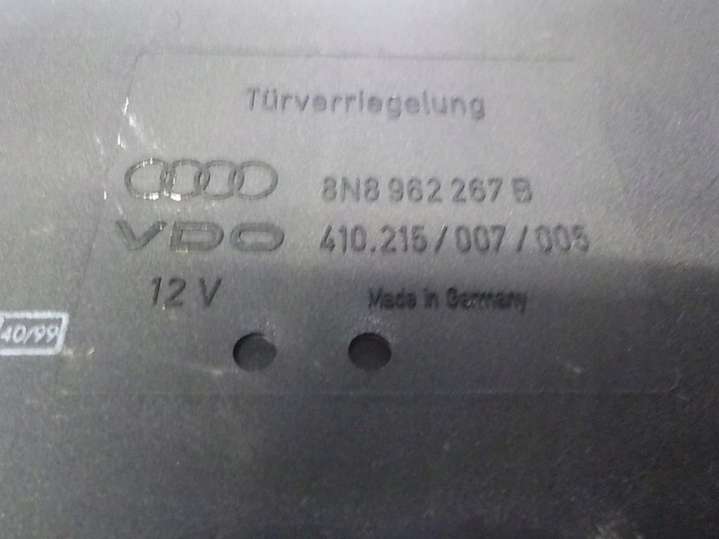 Türverriegelung
8N8 962 267 B
VDO 410.215/007/005
12 V Made in Germany
40/99